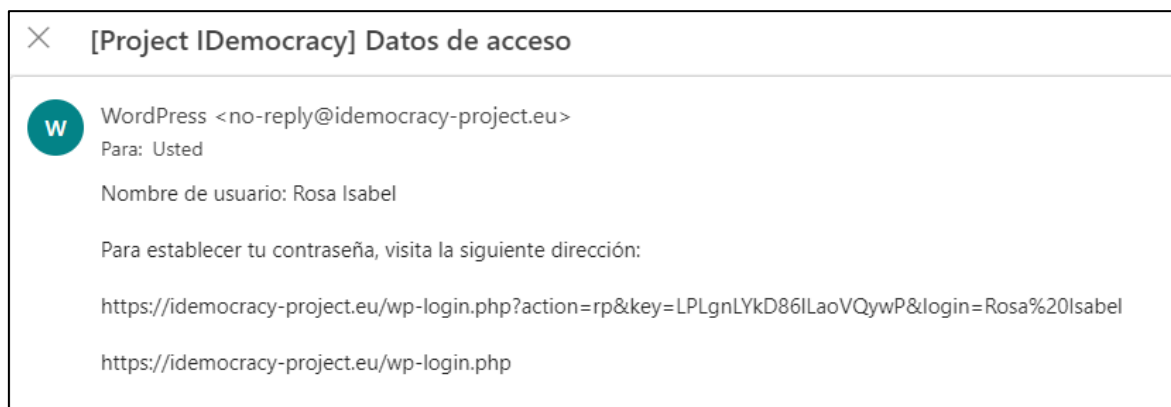 [Project IDemocracy] Datos de acceso
W
WordPress <no-reply@idemocracy-project.eu>
Para: Usted
Nombre de usuario: Rosa Isabel
Para establecer tu contraseña, visita la siguiente dirección:
https://idemocracy-project.eu/wp-login.php?action=rp&key=LPLgnLYkD86ILaoVQywP&login=Rosa%20Isabel
https://idemocracy-project.eu/wp-login.php